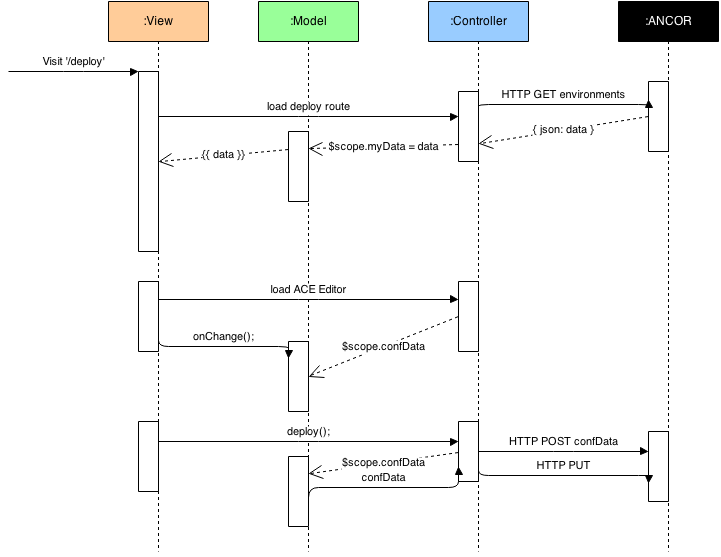 :View
:Model
:Controller
:ANCOR
Visit '/deploy'
HTTP GET environments
load deploy route
{ json: data }
$scope.myData = data
{{ data }}
load ACE Editor
onChange();
$scope.confData
deploy();
HTTP POST confData
$scope.confData
HTTP PUT
confData